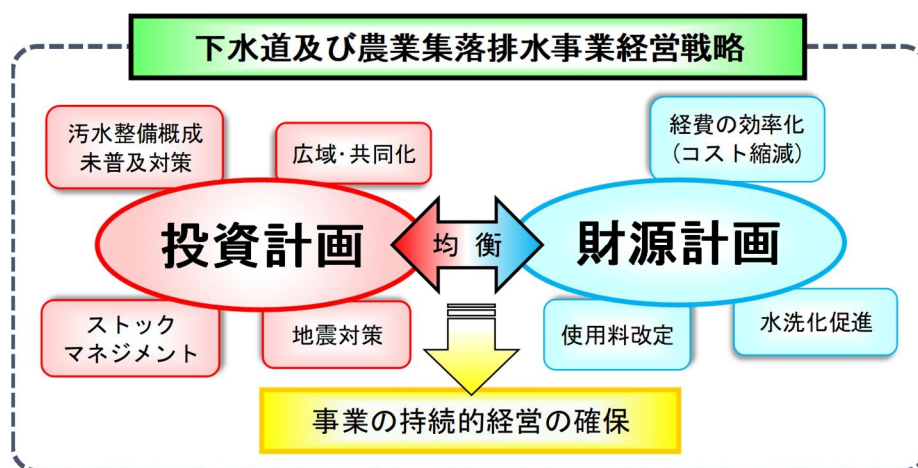 下水道及び農業集落排水事業経営戦略
汚水整備概成
未普及対策
広域・共同化
経費の効率化
(コスト縮減)
投資計画
均 衡
財源計画
ストック
マネジメント
地震対策
使用料改定
水洗化促進
事業の持続的経営の確保